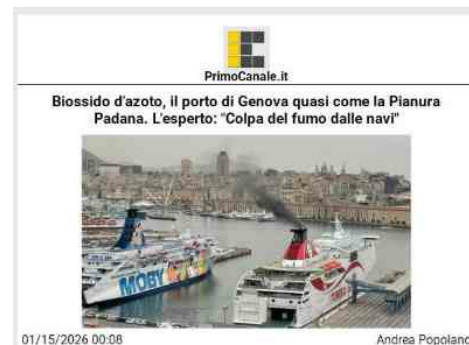 PrimoCanale.it
Biossido d'azoto, il porto di Genova quasi come la Pianura
Padana. L'esperto: "Colpa del fumo dalle navi"
MOBY
01/15/2026 00:08
Andrea Popolano